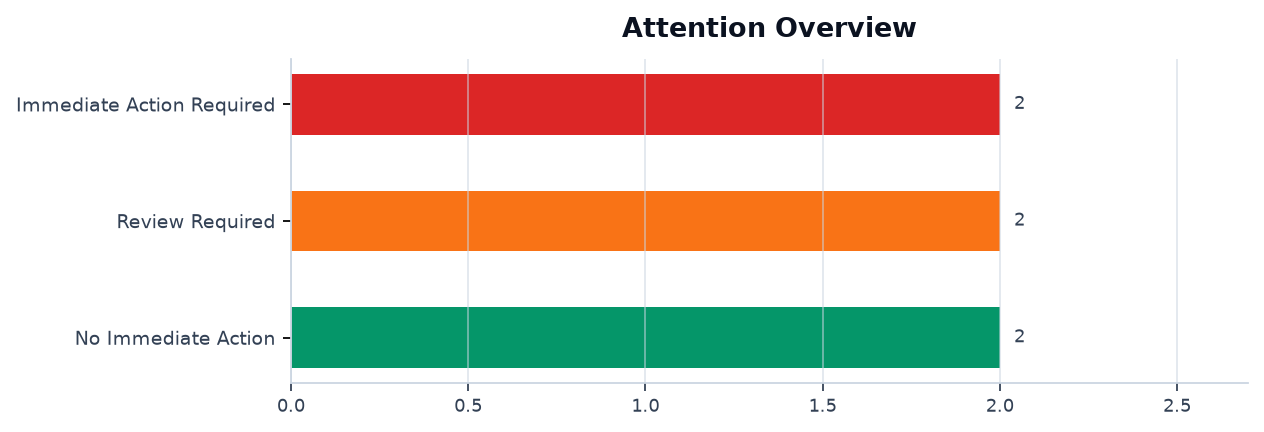 Attention Overview
Immediate Action Required
2
Review Required
2
No Immediate Action
2
0.0 0.5 1.0 1.5 2.0 2.5